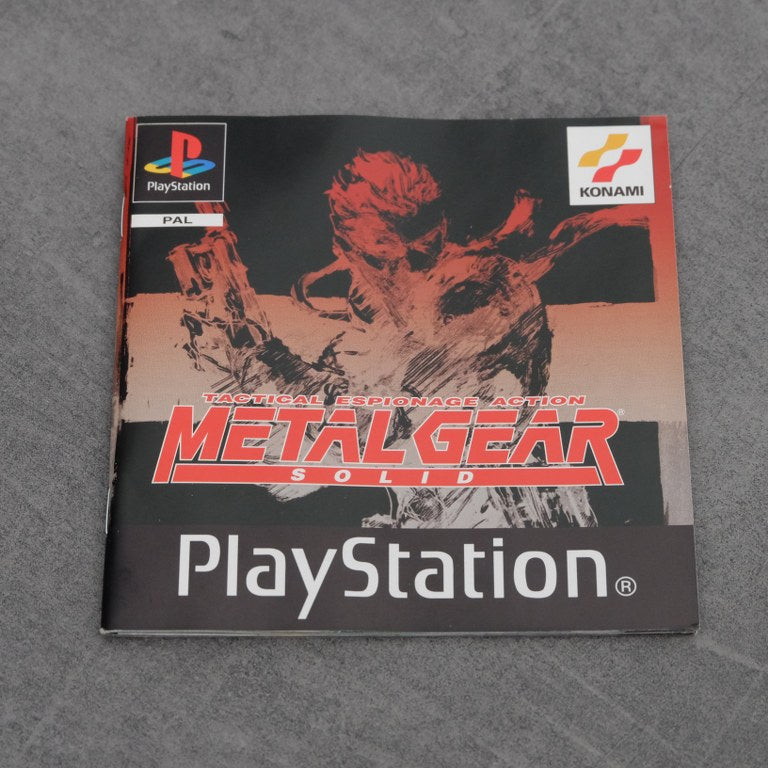 PlayStation
PAL
KONAMI
TACTICAL ESPIONAGE ACTION
METAL GEAR®
SOLID
PlayStation®